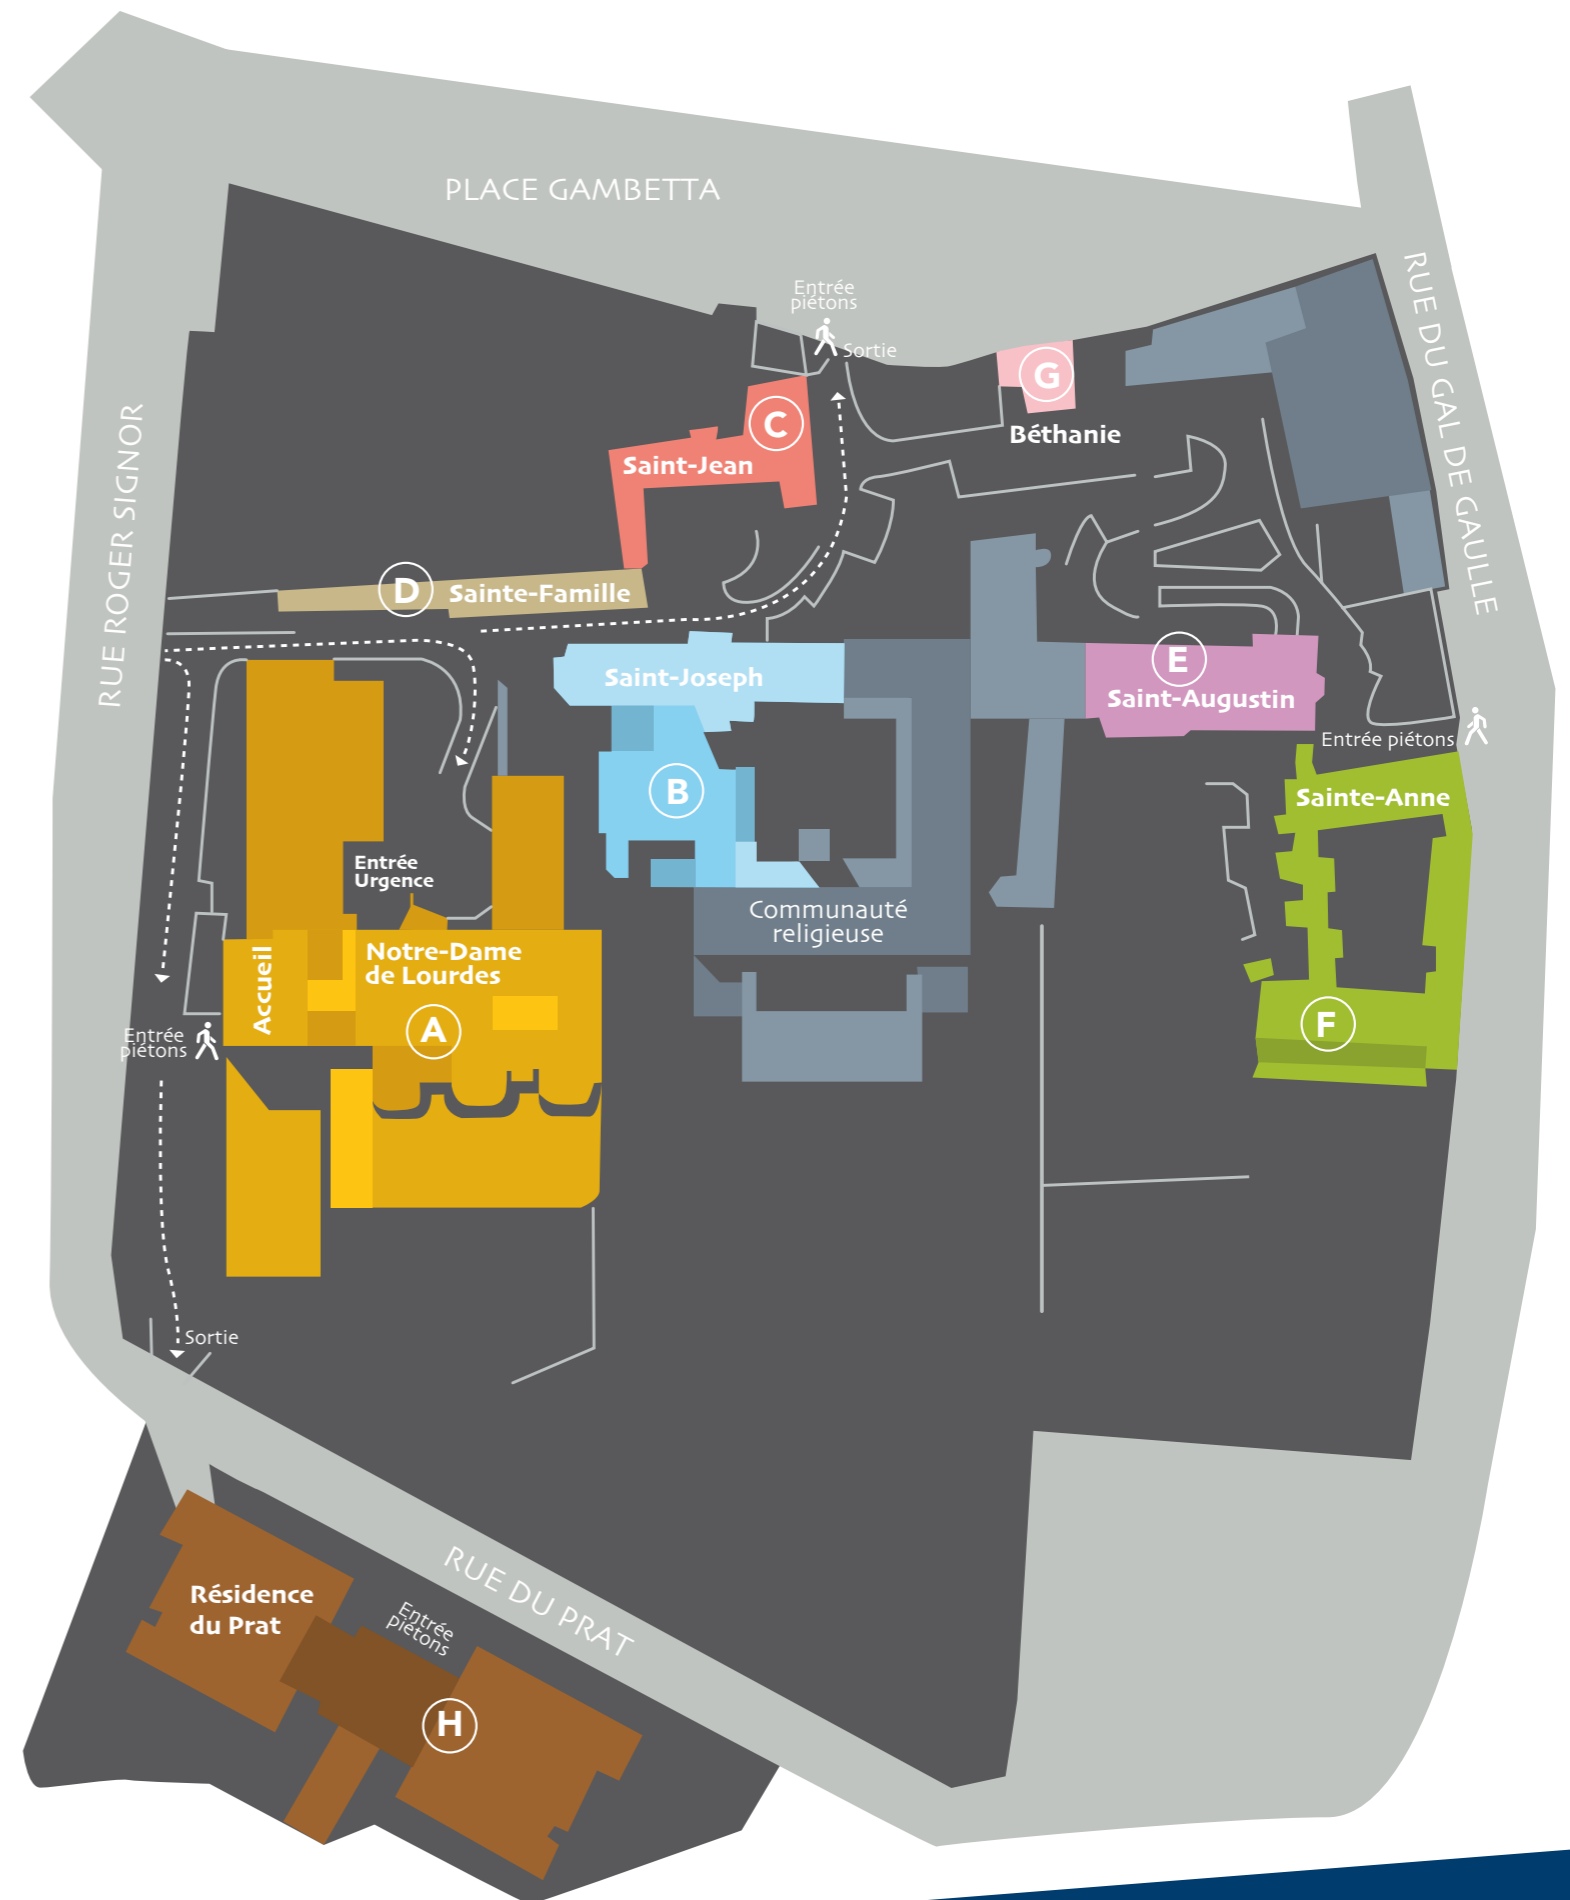 PLACE GAMBETTA
RUE DU GAL DE GAULLE
Entrée
piétons
Sortie
G
Béthanie
C
Saint-Jean
RUE ROGER SIGNOR
D
Sainte-Famille
E
Saint-Augustin
Saint-Joseph
Entrée piétons
B
Sainte-Anne
Entrée
Urgence
Communauté
religieuse
Accueil
Notre-Dame
de Lourdes
A
F
Entrée
piétons
Sortie
RUE DU PRAT
Résidence
du Prat
Entrée
piétons
H